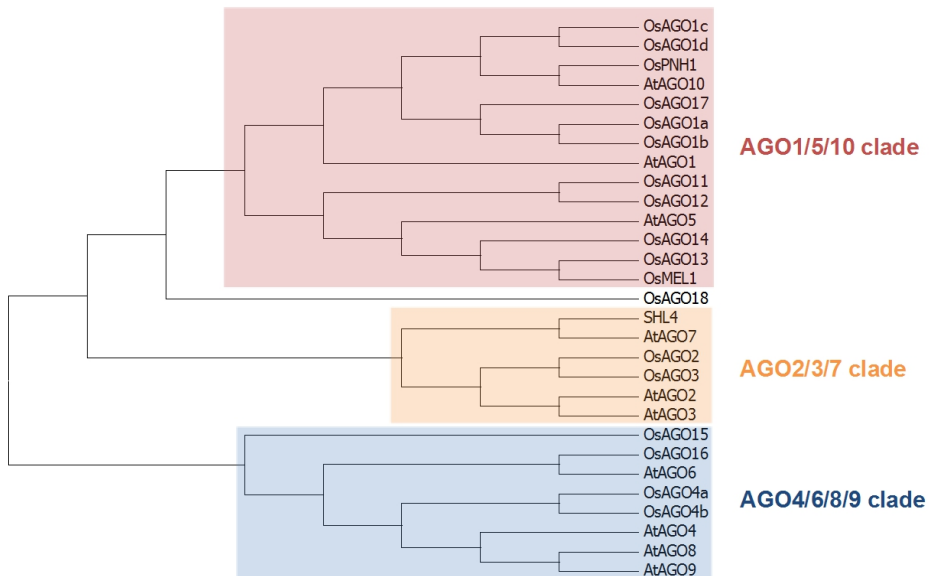 OsAGO1c
OsAGO1d
OsPNH1
AtAGO10
OsAGO17
OsAGO1a
OsAGO1b
AtAGO1
OsAGO11
OsAGO12
AtAGO5
OsAGO14
OsAGO13
OsMEL1
AGO1/5/10 clade
OsAGO18
SHL4
AtAGO7
OsAGO2
OsAGO3
AtAGO2
AtAGO3
AGO2/3/7 clade
OsAGO15
OsAGO16
AtAGO6
OsAGO4a
OsAGO4b
AtAGO4
AtAGO8
AtAGO9
AGO4/6/8/9 clade